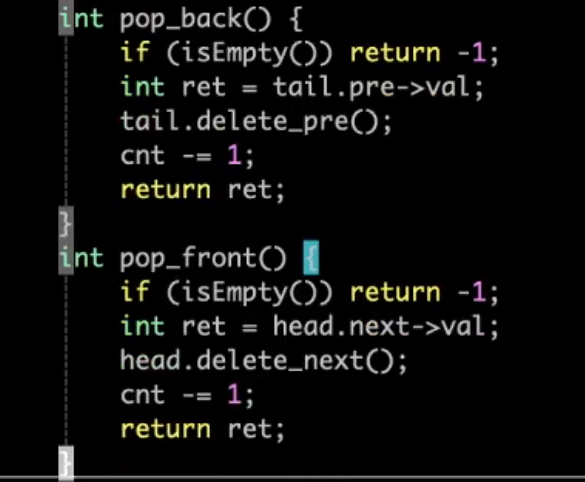 int pop_back() {
    if (isEmpty()) return -1;
    int ret = tail.pre->val;
    tail.delete_pre();
    cnt -= 1;
    return ret;
}
int pop_front() {
    if (isEmpty()) return -1;
    int ret = head.next->val;
    head.delete_next();
    cnt -= 1;
    return ret;
}